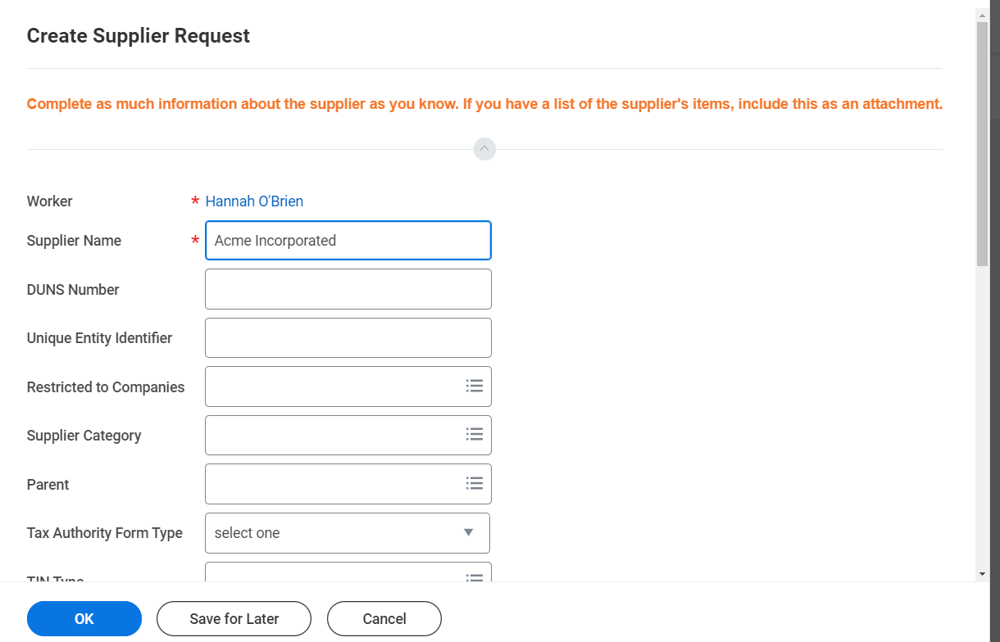 Create Supplier Request
Complete as much information about the supplier as you know. If you have a list of the supplier's items, include this as an attachment.
Worker * Hannah O'Brien
Supplier Name * Acme Incorporated
DUNS Number
Unique Entity Identifier
Restricted to Companies
Supplier Category
Parent
Tax Authority Form Type select one
TIN Type
OK Save for Later Cancel